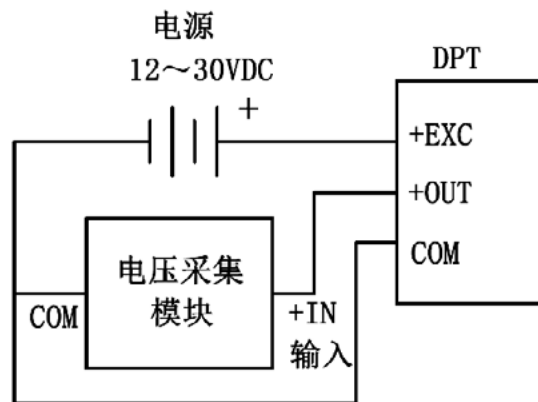 电源
12～30VDC
+
DPT
+EXC
+OUT
COM
电压采集
模块
COM
+IN
输入